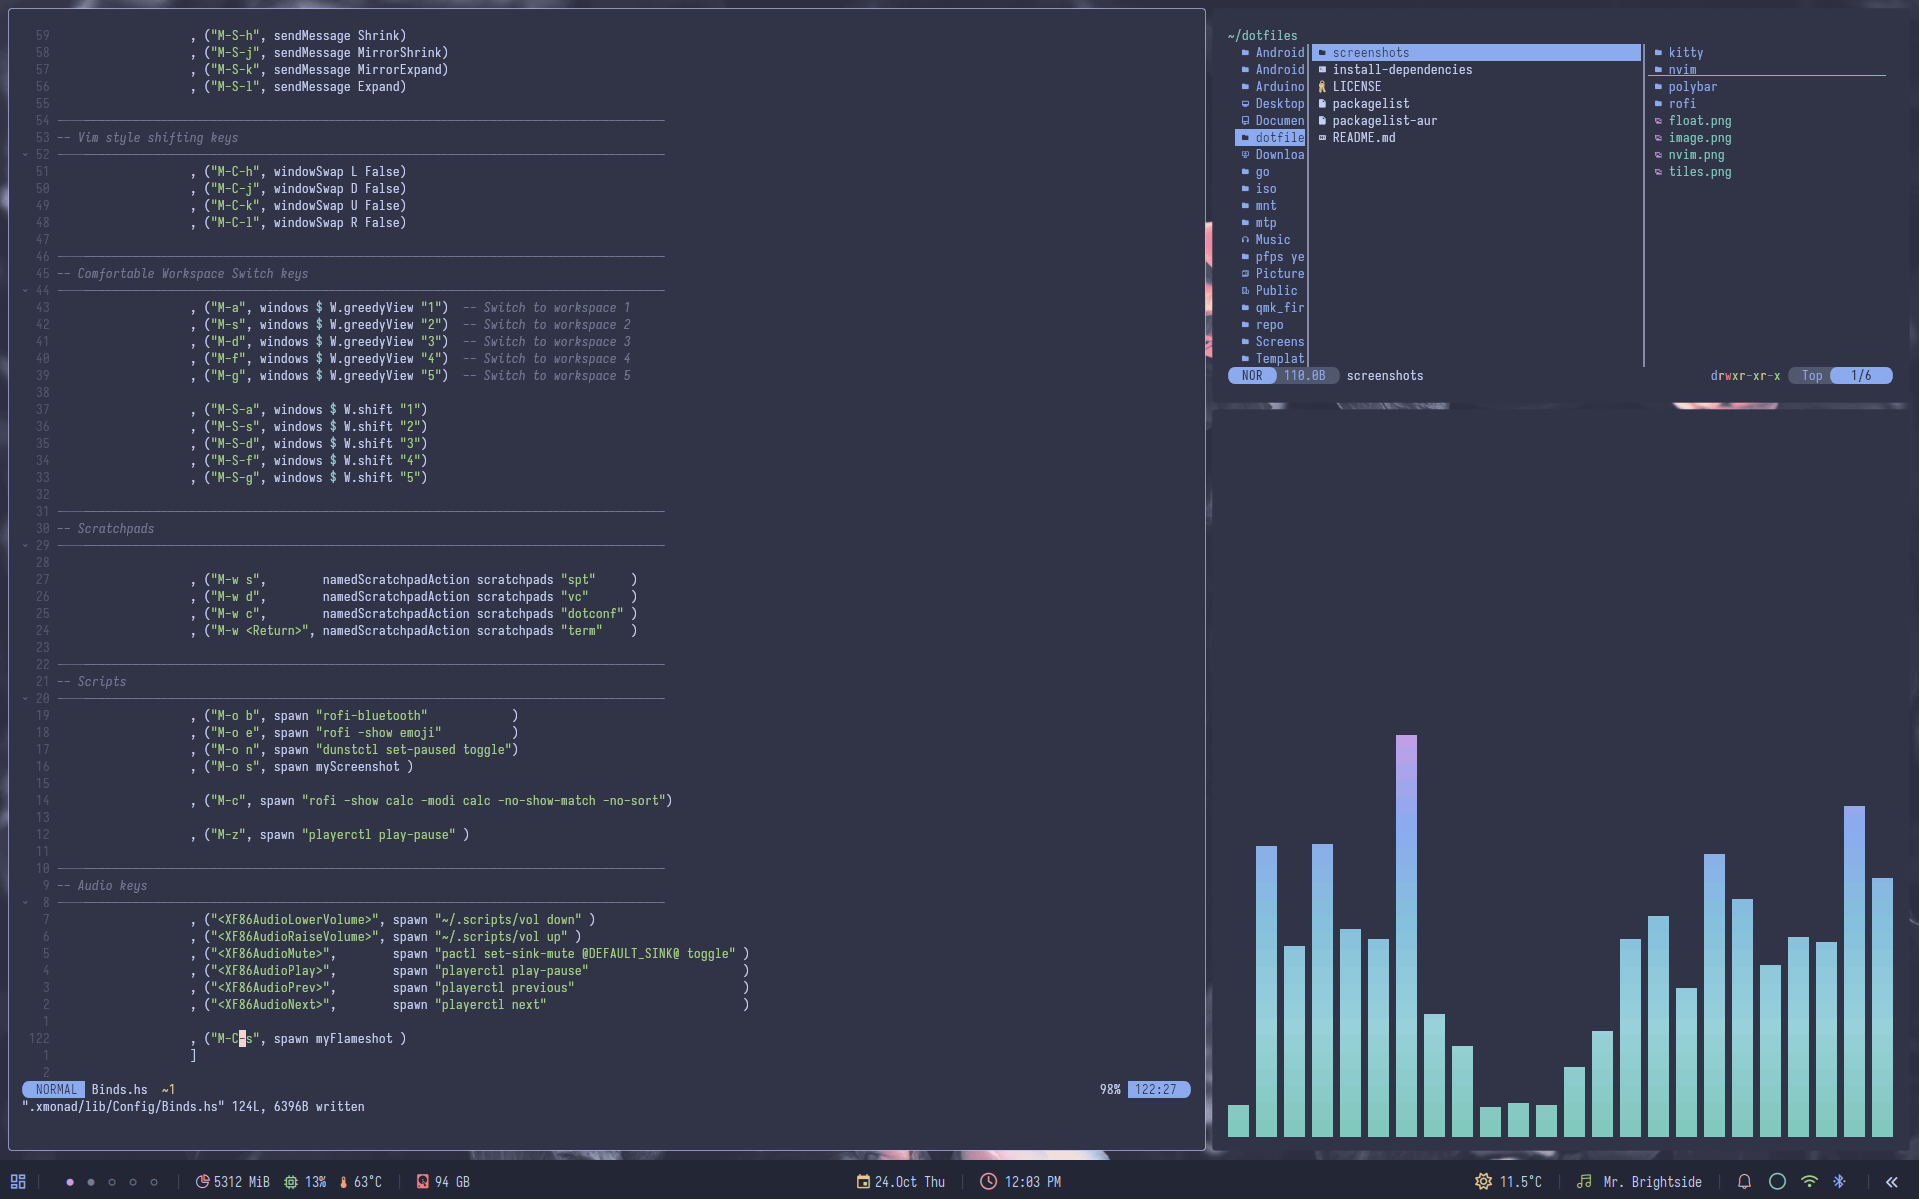 59 , ("M-S-h", sendMessage Shrink)
58 , ("M-S-j", sendMessage MirrorShrink)
57 , ("M-S-k", sendMessage MirrorExpand)
56 , ("M-S-l", sendMessage Expand)
55
54
53 -- Vim style shifting keys
52
51 , ("M-C-h", windowSwap L False)
50 , ("M-C-j", windowSwap D False)
49 , ("M-C-k", windowSwap U False)
48 , ("M-C-l", windowSwap R False)
47
46
45 -- Comfortable Workspace Switch keys
44
43 , ("M-a", windows $ W.greedyView "1") -- Switch to workspace 1
42 , ("M-s", windows $ W.greedyView "2") -- Switch to workspace 2
41 , ("M-d", windows $ W.greedyView "3") -- Switch to workspace 3
40 , ("M-f", windows $ W.greedyView "4") -- Switch to workspace 4
39 , ("M-g", windows $ W.greedyView "5") -- Switch to workspace 5
38
37 , ("M-S-a", windows $ W.shift "1")
36 , ("M-S-s", windows $ W.shift "2")
35 , ("M-S-d", windows $ W.shift "3")
34 , ("M-S-f", windows $ W.shift "4")
33 , ("M-S-g", windows $ W.shift "5")
32
31
30 -- Scratchpads
29
28
27 , ("M-w s", namedScratchpadAction scratchpads "spt" )
26 , ("M-w d", namedScratchpadAction scratchpads "vc" )
25 , ("M-w c", namedScratchpadAction scratchpads "dotconf" )
24 , ("M-w <Return>", namedScratchpadAction scratchpads "term" )
23
22
21 -- Scripts
20
19 , ("M-o b", spawn "rofi-bluetooth" )
18 , ("M-o e", spawn "rofi -show emoji" )
17 , ("M-o n", spawn "dunstctl set-paused toggle")
16 , ("M-o s", spawn myScreenshot )
15
14 , ("M-c", spawn "rofi -show calc -modi calc -no-show-match -no-sort")
13
12 , ("M-z", spawn "playerctl play-pause" )
11
10
9 -- Audio keys
8
7 , ("<XF86AudioLowerVolume>", spawn "~/.scripts/vol down" )
6 , ("<XF86AudioRaiseVolume>", spawn "~/.scripts/vol up" )
5 , ("<XF86AudioMute>", spawn "pactl set-sink-mute @DEFAULT_SINK@ toggle" )
4 , ("<XF86AudioPlay>", spawn "playerctl play-pause" )
3 , ("<XF86AudioPrev>", spawn "playerctl previous" )
2 , ("<XF86AudioNext>", spawn "playerctl next" )
1
122 , ("M-C-s", spawn myFlameshot )
1 ]
2
NORMAL Binds.hs ~1 98% 122:27
".xmonad/lib/Config/Binds.hs" 124L, 6396B written
~/dotfiles
Android
Android
Arduino
Desktop
Documen
dotfile
Downloa
go
iso
mnt
mtp
Music
pfps ye
Picture
Public
qmk_fir
repo
Screens
Templat
screenshots
install-dependencies
LICENSE
packagelist
packagelist-aur
README.md
kitty
nvim
polybar
rofi
float.png
image.png
nvim.png
tiles.png
NOR 110.0B screenshots drwxr-xr-x Top 1/6
5312 MiB 13% 63°C 94 GB 24.Oct Thu 12:03 PM 11.5°C Mr. Brightside